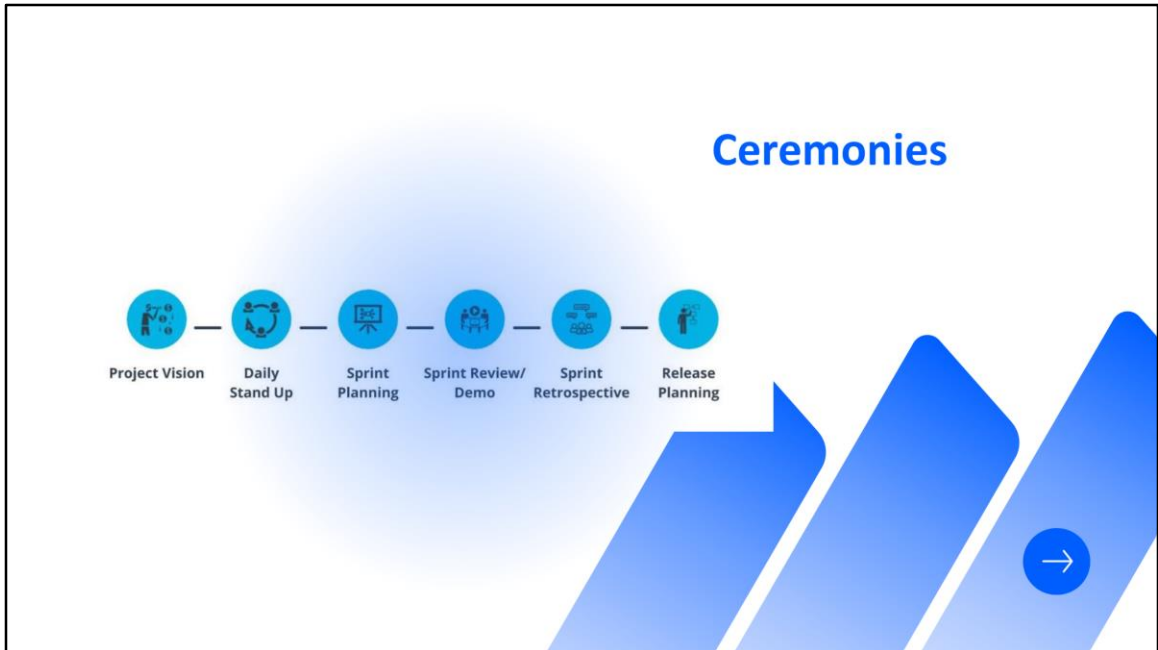 Ceremonies
Project Vision
Daily
Stand Up
Sprint
Planning
Sprint Review/
Demo
Sprint
Retrospective
Release
Planning